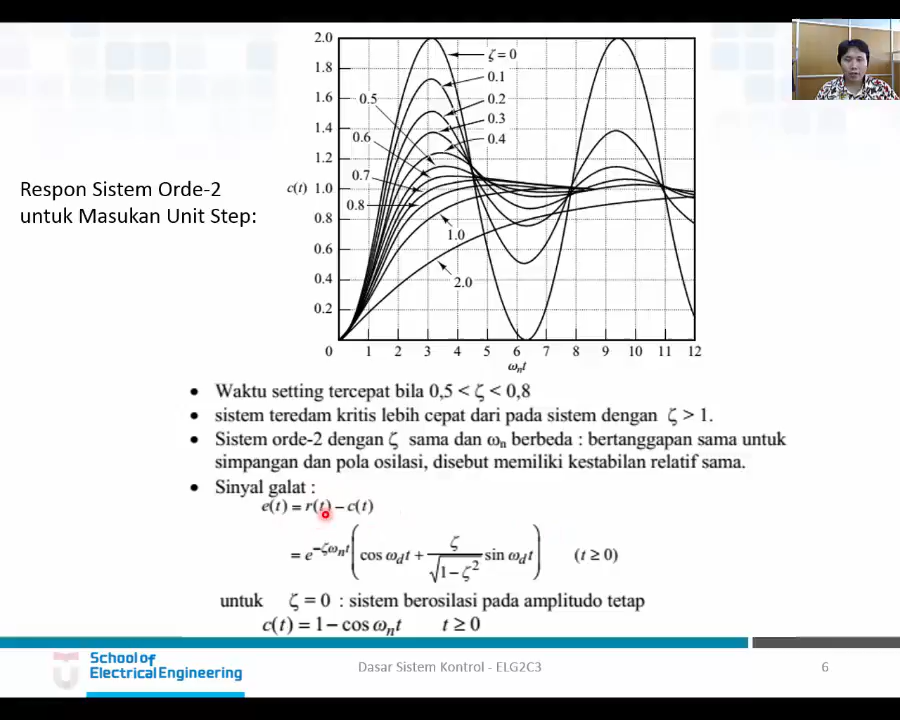 Respon Sistem Orde-2
untuk Masukan Unit Step:
2.0
1.8
1.6
1.4
1.2
c(t) 1.0
0.8
0.6
0.4
0.2
0 1 2 3 4 5 6 7 8 9 10 11 12
ωnt
ζ = 0
0.1
0.2
0.3
0.4
0.5
0.6
0.7
0.8
1.0
2.0
• Waktu setting tercepat bila 0,5 < ζ < 0,8
• sistem teredam kritis lebih cepat dari pada sistem dengan ζ > 1.
• Sistem orde-2 dengan ζ sama dan ωn berbeda : bertanggapan sama untuk
simpangan dan pola osilasi, disebut memiliki kestabilan relatif sama.
• Sinyal galat :
e(t) = r(t) − c(t)
= e^{−ζωnt} (cos ωdt + ζ/√(1−ζ²) sin ωdt) (t ≥ 0)
untuk ζ = 0 : sistem berosilasi pada amplitudo tetap
c(t) = 1 − cos ωnt t ≥ 0
School of
Electrical Engineering
Dasar Sistem Kontrol - ELG2C3
6